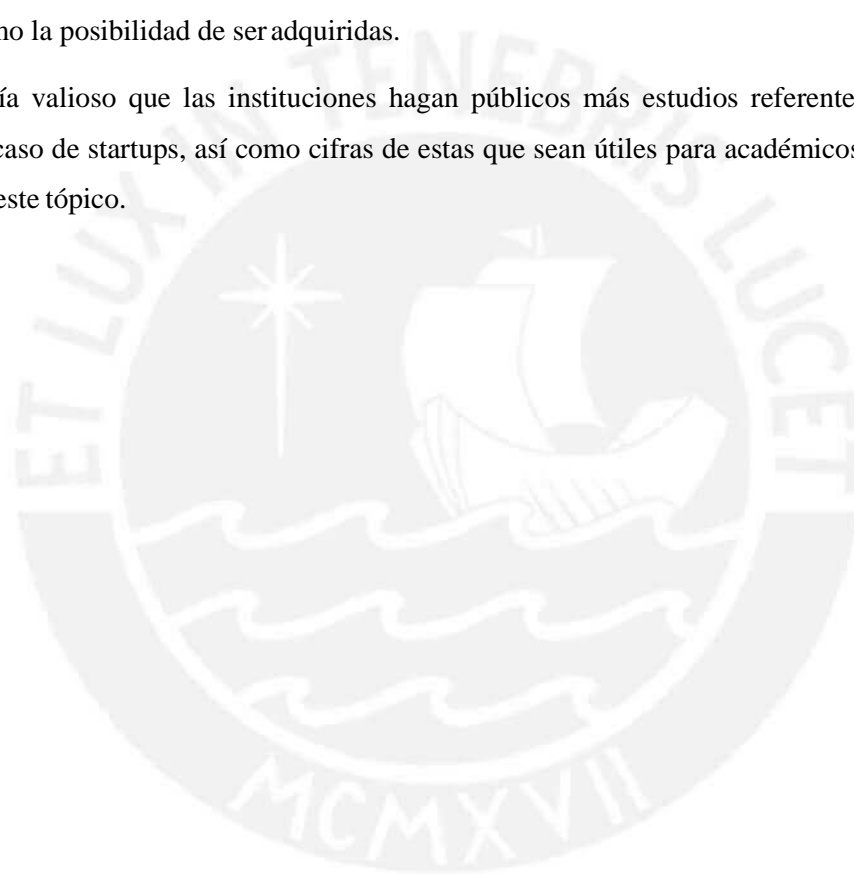 no la posibilidad de ser adquiridas.
ía valioso que las instituciones hagan públicos más estudios referente
caso de startups, así como cifras de estas que sean útiles para académicos
este tópico.
ET LUX IN TENEBRIS LUCET
MCMXVII